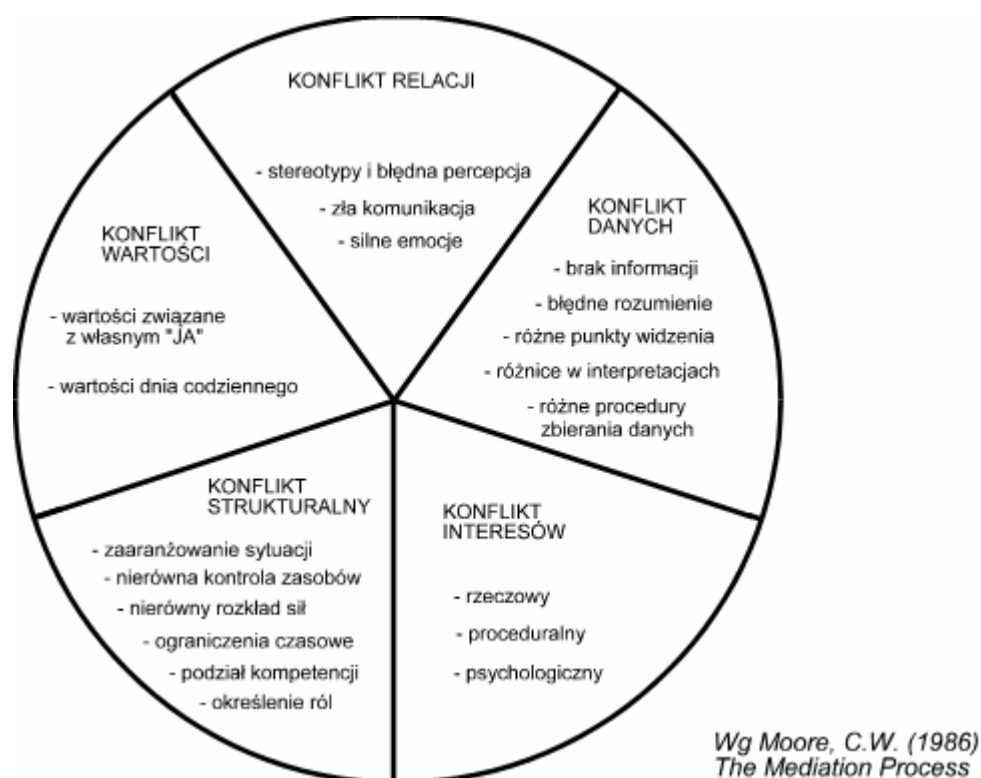 KONFLIKT RELACJI
- stereotypy i błędna percepcja
- zła komunikacja
- silne emocje
KONFLIKT
DANYCH
- brak informacji
- błędne rozumienie
- różne punkty widzenia
- różnice w interpretacjach
- różne procedury
zbierania danych
KONFLIKT
WARTOŚCI
- wartości związane
z własnym "JA"
- wartości dnia codziennego
KONFLIKT
STRUKTURALNY
- zaaranżowanie sytuacji
- nierówna kontrola zasobów
- nierówny rozkład sił
- ograniczenia czasowe
- podział kompetencji
- określenie ról
KONFLIKT
INTERESÓW
- rzeczowy
- proceduralny
- psychologiczny
Wg Moore, C.W. (1986)
The Mediation Process